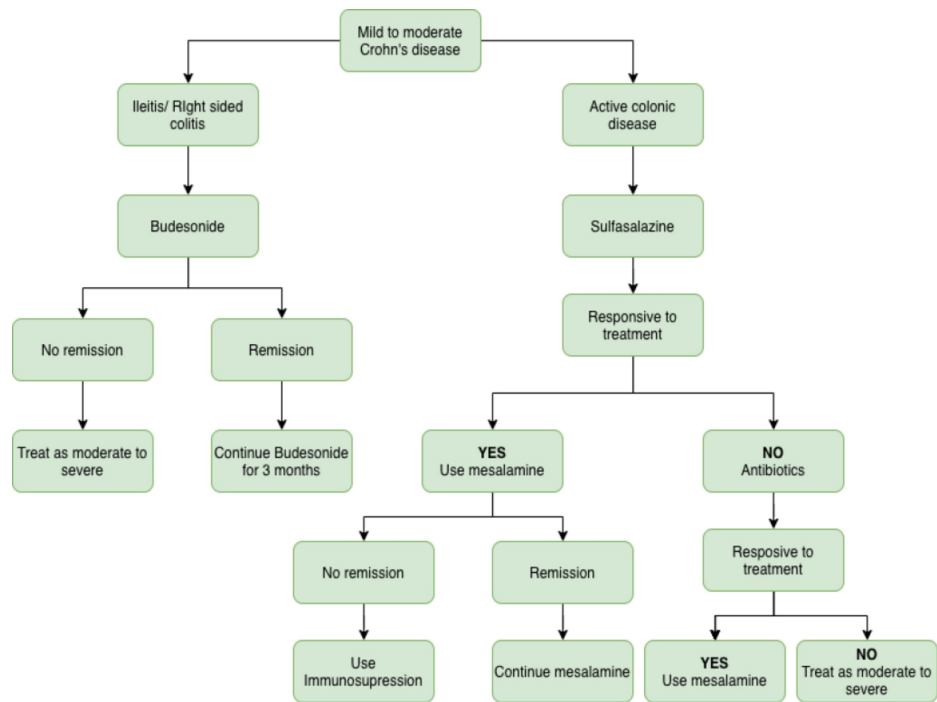 Mild to moderate
Crohn's disease
Ileitis/ RIght sided
colitis
Active colonic
disease
Budesonide
Sulfasalazine
Responsive to
treatment
No remission
Remission
Treat as moderate to
severe
Continue Budesonide
for 3 months
YES
Use mesalamine
NO
Antibiotics
No remission
Remission
Resposive to
treatment
Use
Immunosupression
Continue mesalamine
YES
Use mesalamine
NO
Treat as moderate to
severe